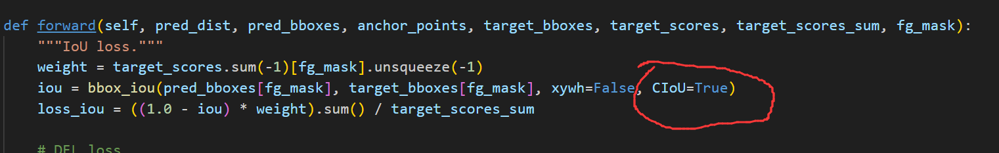 def forward(self, pred_dist, pred_bboxes, anchor_points, target_bboxes, target_scores, target_scores_sum, fg_mask):
"""IoU loss."""
weight = target_scores.sum(-1)[fg_mask].unsqueeze(-1)
iou = bbox_iou(pred_bboxes[fg_mask], target_bboxes[fg_mask], xywh=False, CIoU=True)
loss_iou = ((1.0 - iou) * weight).sum() / target_scores_sum
# DFL loss